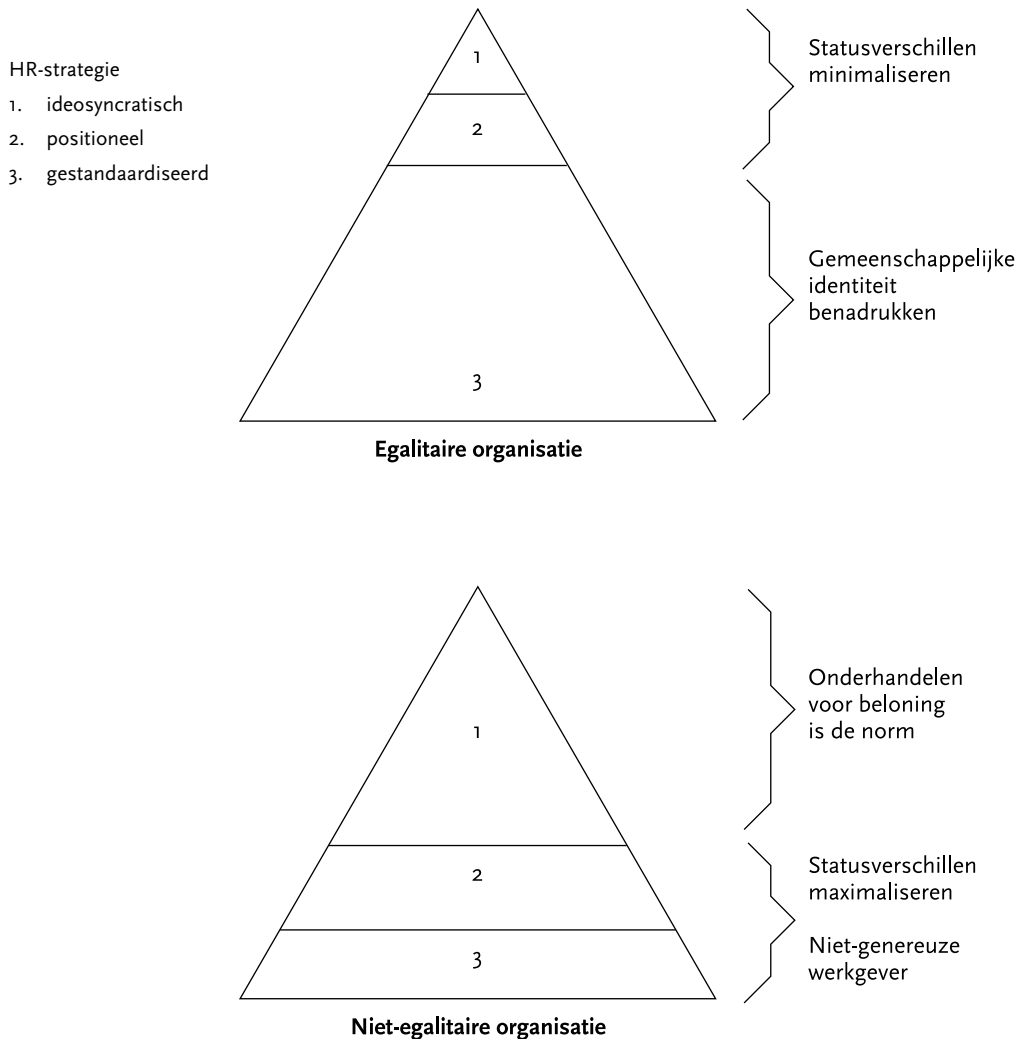 HR-strategie
1. ideosyncratisch
2. positioneel
3. gestandaardiseerd
1
2
3
Statusverschillen
minimaliseren
Gemeenschappelijke
identiteit
benadrukken
Egalitaire organisatie
1
2
3
Onderhandelen
voor beloning
is de norm
Statusverschillen
maximaliseren
Niet-genereuze
werkgever
Niet-egalitaire organisatie